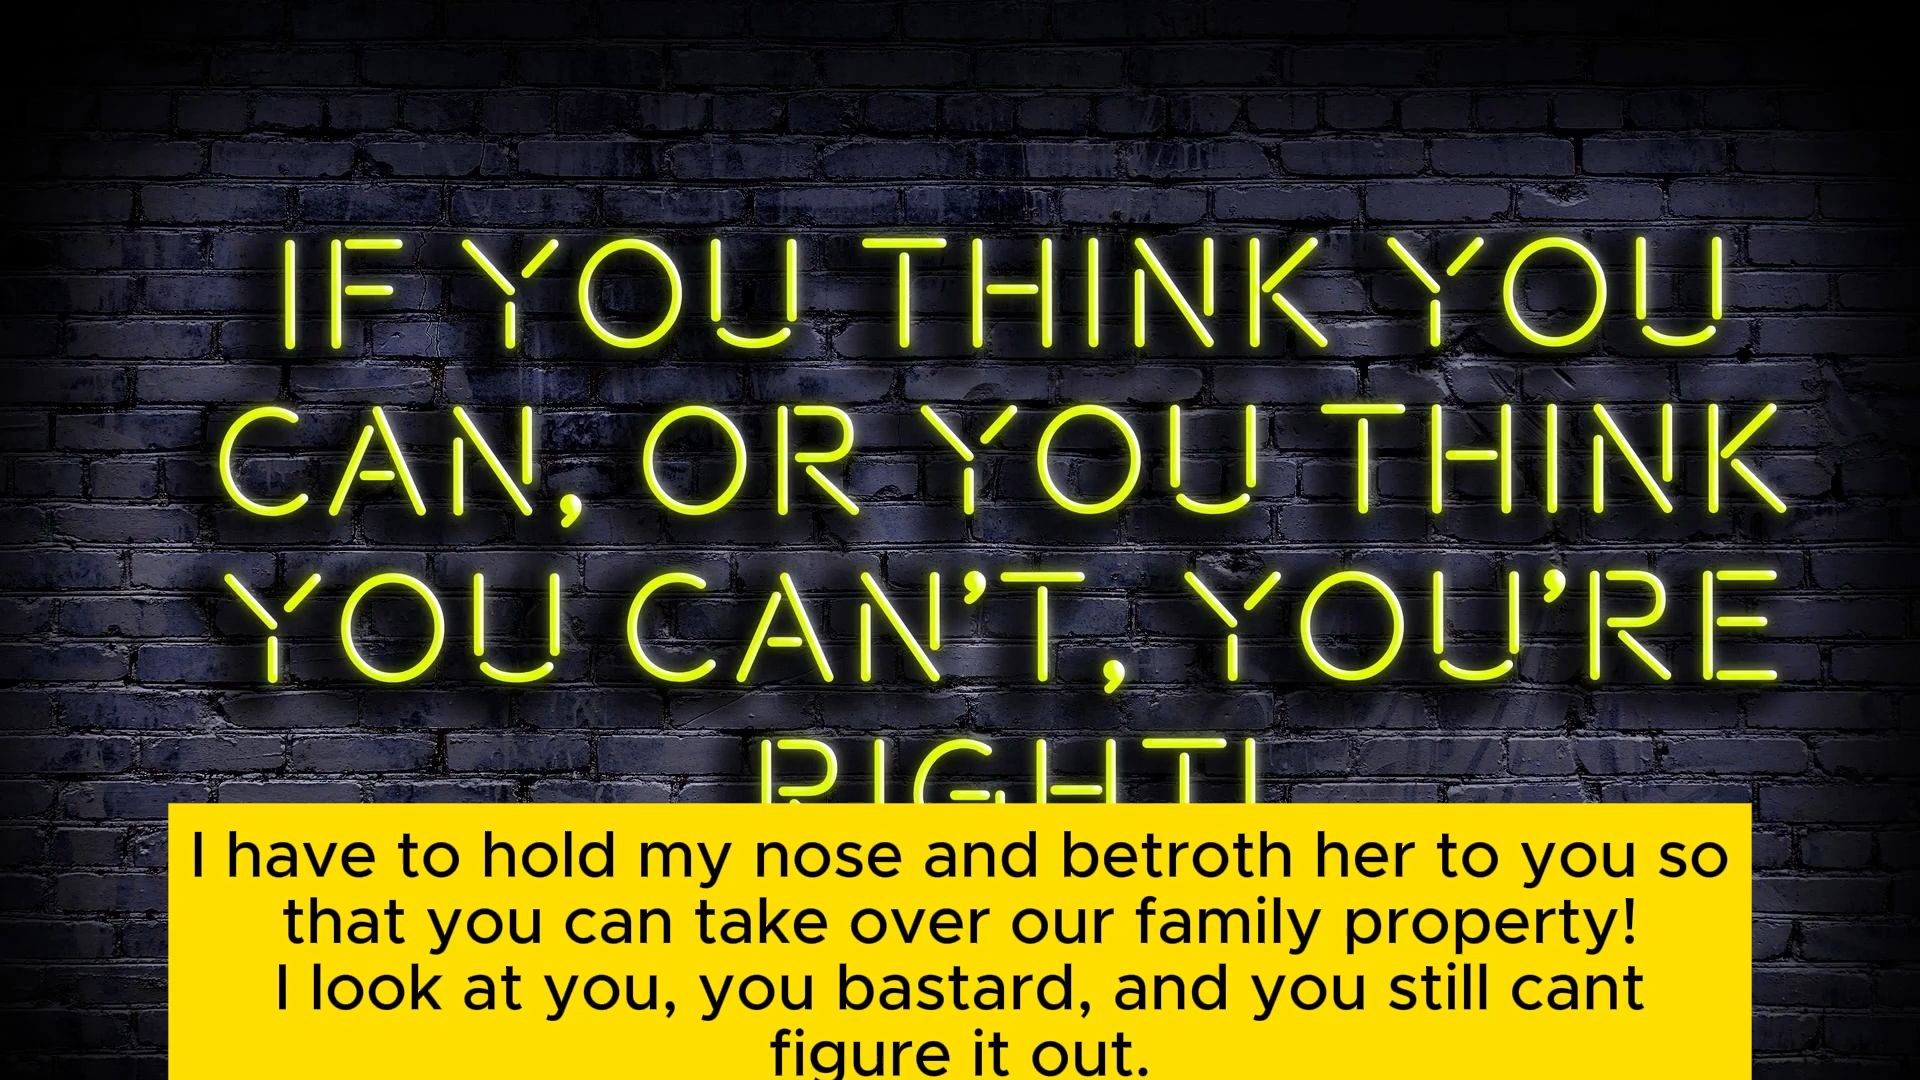 IF YOU THINK YOU
CAN, OR YOU THINK
YOU CAN'T, YOU'RE
RIGHT!
I have to hold my nose and betroth her to you so
that you can take over our family property!
I look at you, you bastard, and you still cant
figure it out.